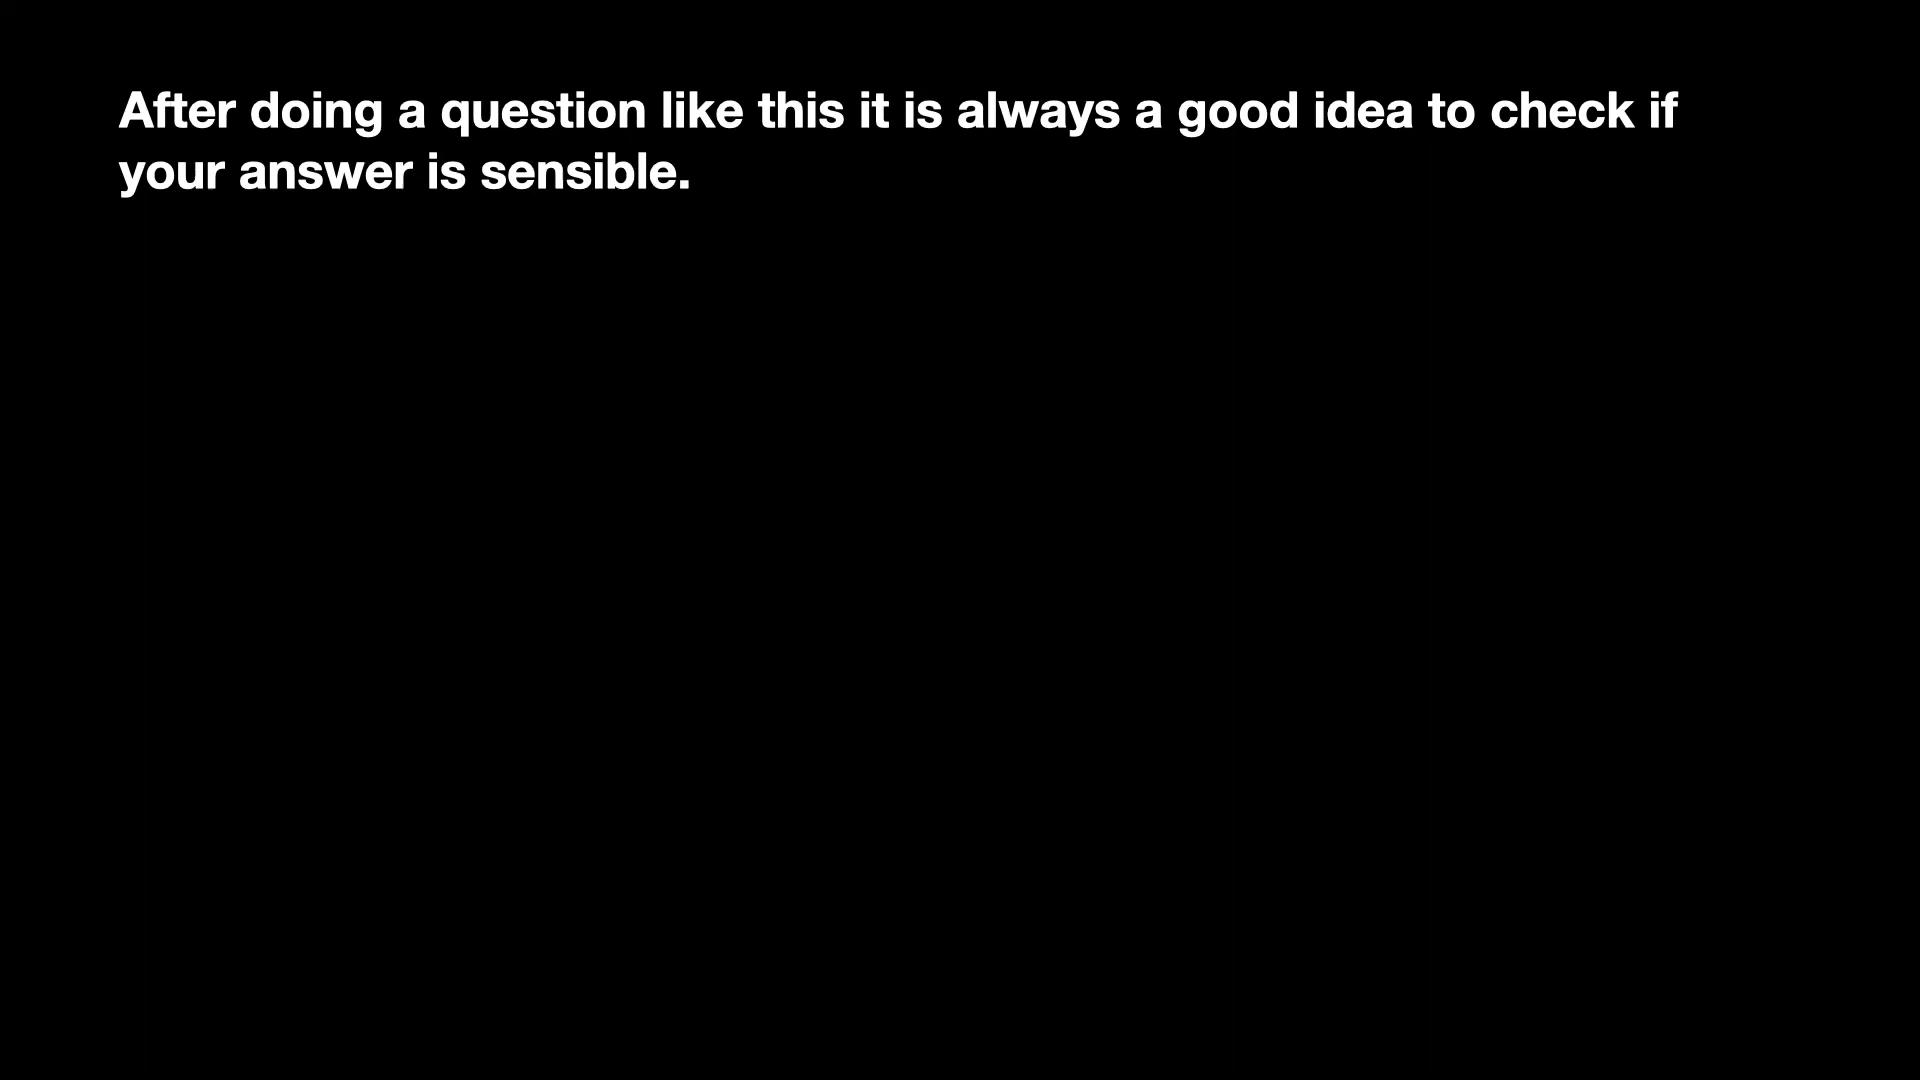 After doing a question like this it is always a good idea to check if
your answer is sensible.